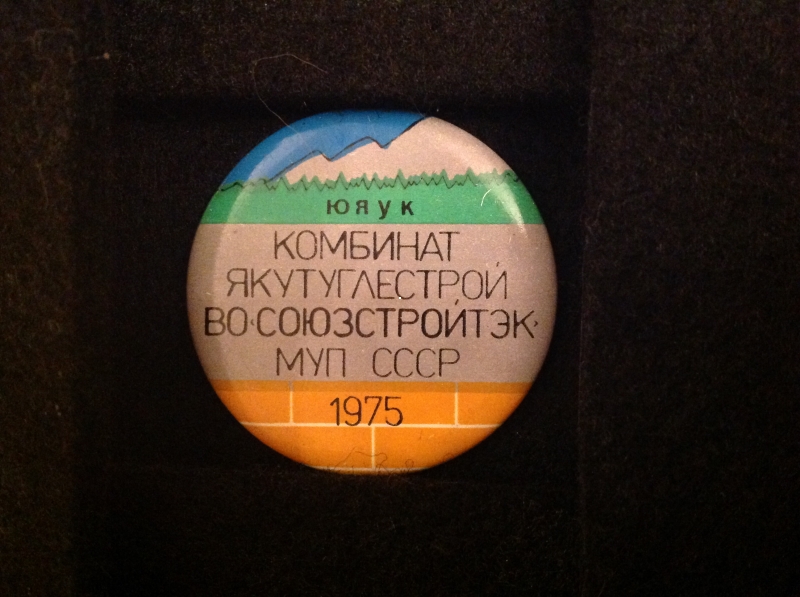 ЮЯУК
КОМБИНАТ
ЯКУТУГЛЕСТРОЙ
ВО·СОЮЗСТРОЙТЭК·
МУП СССР
1975